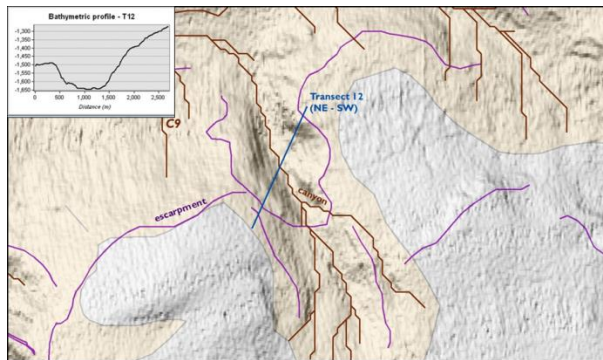 Bathymetric profile - T12
-1,300
-1,350
-1,400
-1,450
-1,500
-1,550
-1,600
-1,650
0
500
1,000
1,500
2,000
2,500
Distance (m)
Transect 12
(NE - SW)
C9
canyon
escarpment